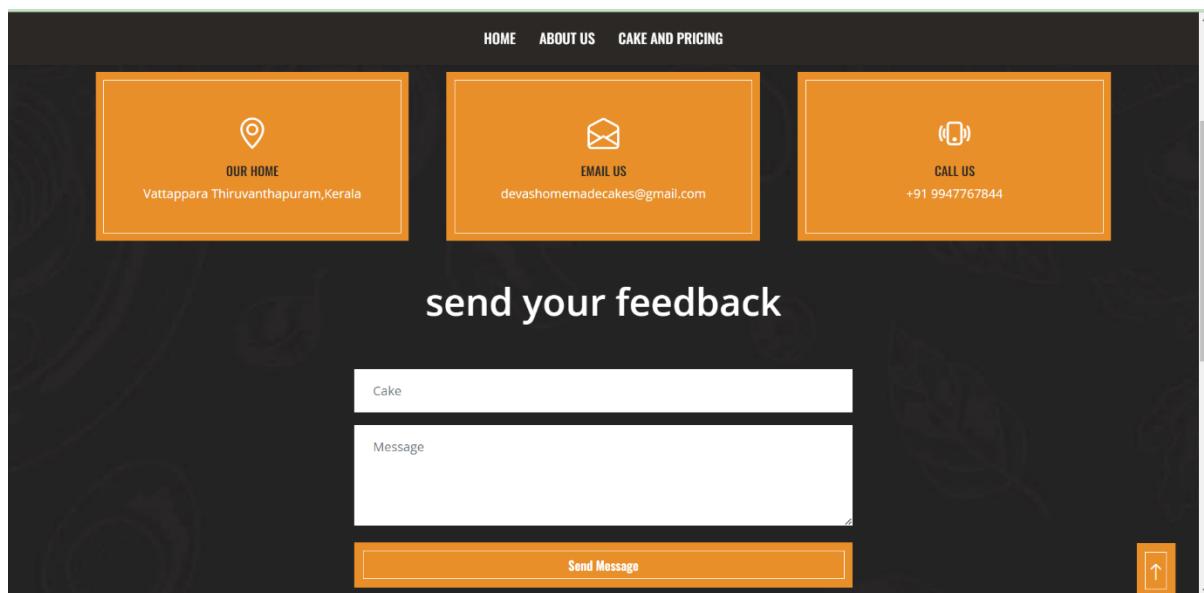 HOME ABOUT US CAKE AND PRICING
OUR HOME
Vattappara Thiruvanthapuram,Kerala
EMAIL US
devashomemadecakes@gmail.com
CALL US
+91 9947767844
send your feedback
Cake
Message
Send Message